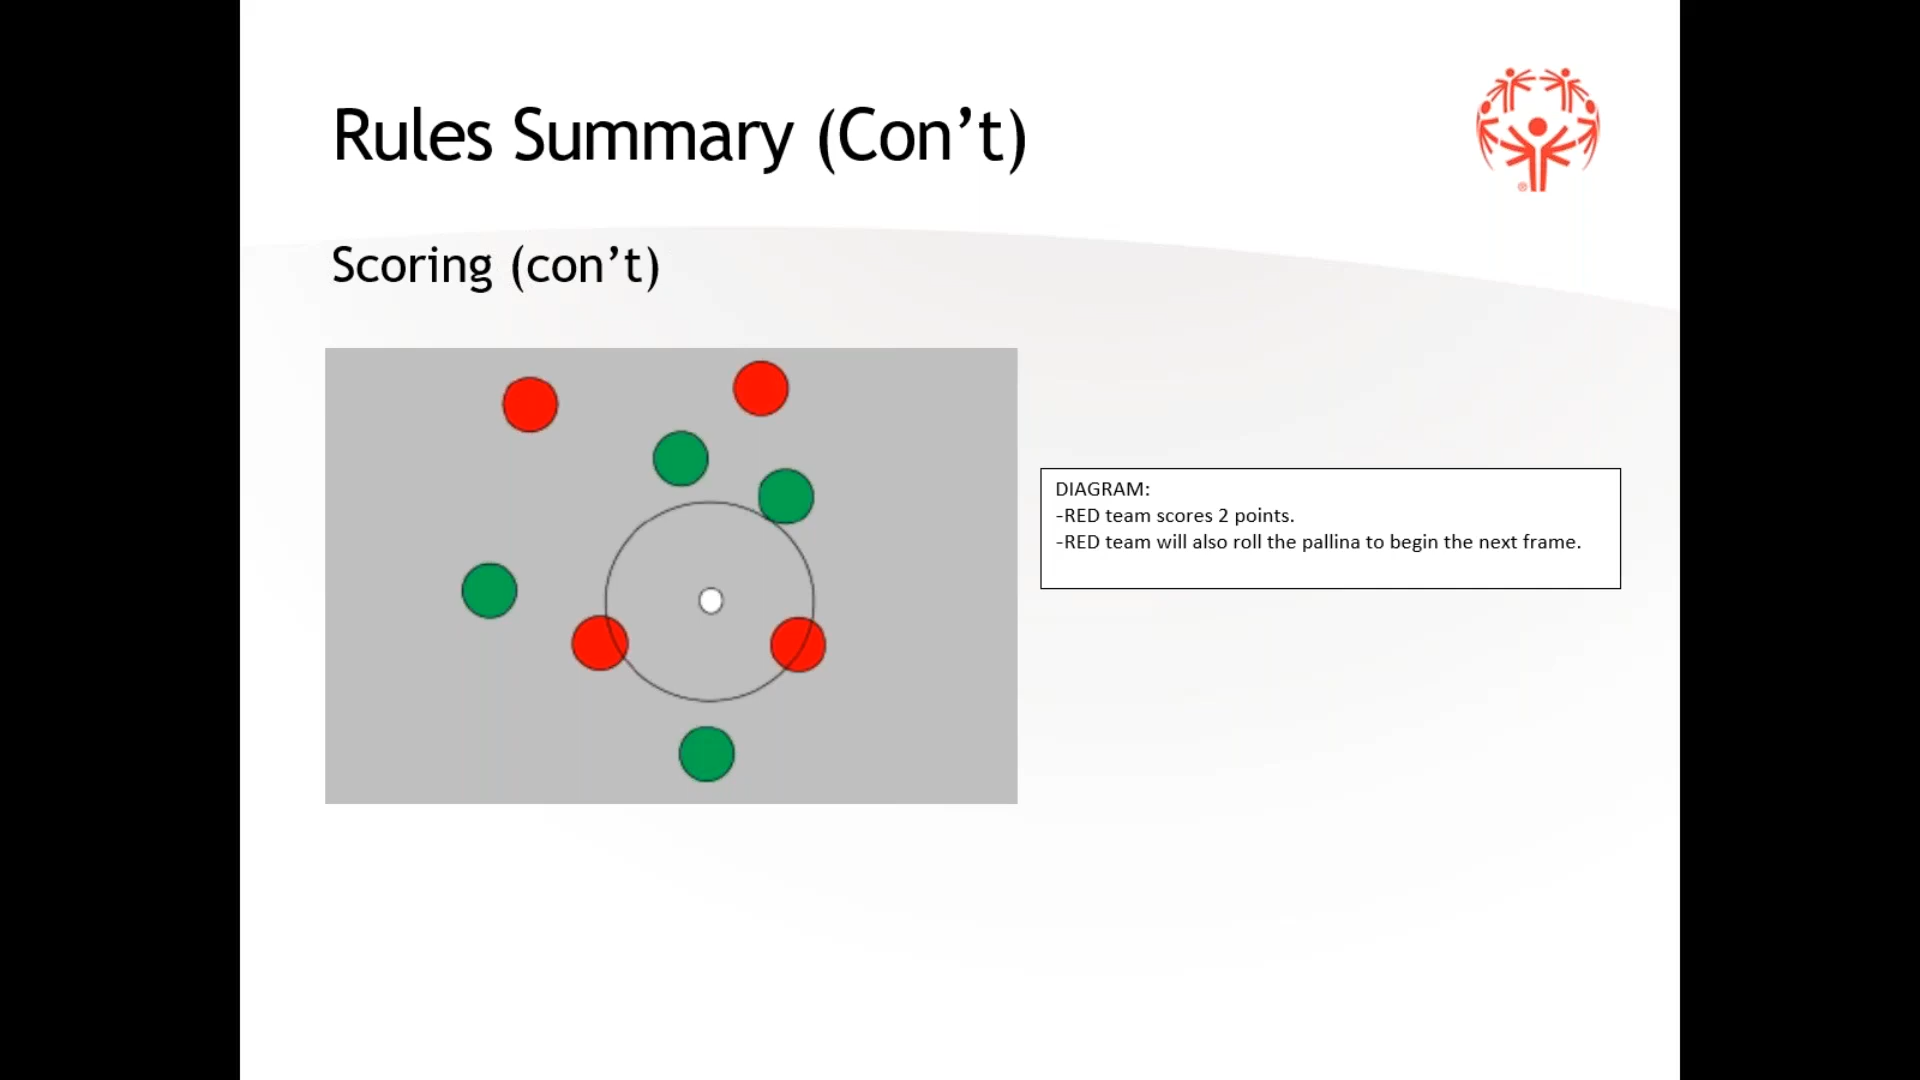 Rules Summary (Con’t)
Scoring (con’t)
DIAGRAM:
-RED team scores 2 points.
-RED team will also roll the pallina to begin the next frame.
®